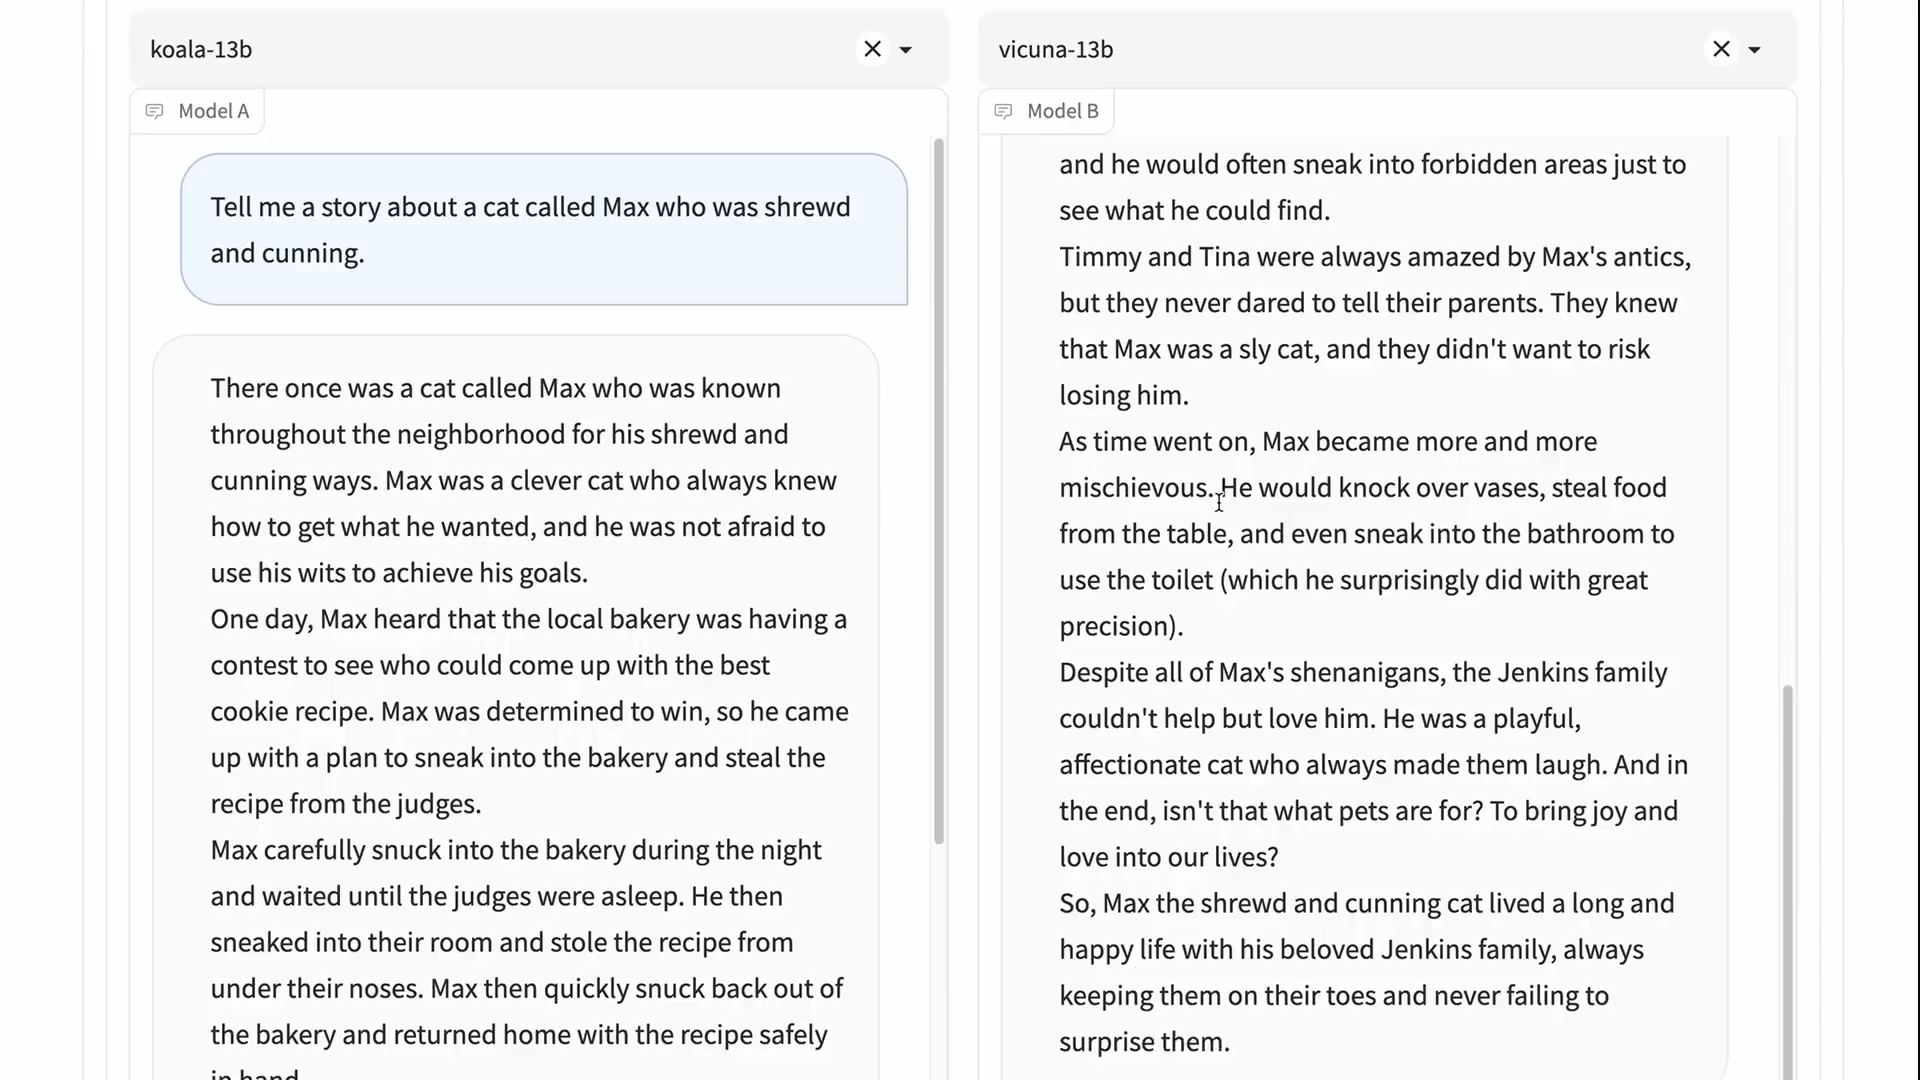 koala-13b
Model A
Tell me a story about a cat called Max who was shrewd
and cunning.
There once was a cat called Max who was known
throughout the neighborhood for his shrewd and
cunning ways. Max was a clever cat who always knew
how to get what he wanted, and he was not afraid to
use his wits to achieve his goals.
One day, Max heard that the local bakery was having a
contest to see who could come up with the best
cookie recipe. Max was determined to win, so he came
up with a plan to sneak into the bakery and steal the
recipe from the judges.
Max carefully snuck into the bakery during the night
and waited until the judges were asleep. He then
sneaked into their room and stole the recipe from
under their noses. Max then quickly snuck back out of
the bakery and returned home with the recipe safely
in hand.
vicuna-13b
Model B
and he would often sneak into forbidden areas just to
see what he could find.
Timmy and Tina were always amazed by Max's antics,
but they never dared to tell their parents. They knew
that Max was a sly cat, and they didn't want to risk
losing him.
As time went on, Max became more and more
mischievous. He would knock over vases, steal food
from the table, and even sneak into the bathroom to
use the toilet (which he surprisingly did with great
precision).
Despite all of Max's shenanigans, the Jenkins family
couldn't help but love him. He was a playful,
affectionate cat who always made them laugh. And in
the end, isn't that what pets are for? To bring joy and
love into our lives?
So, Max the shrewd and cunning cat lived a long and
happy life with his beloved Jenkins family, always
keeping them on their toes and never failing to
surprise them.